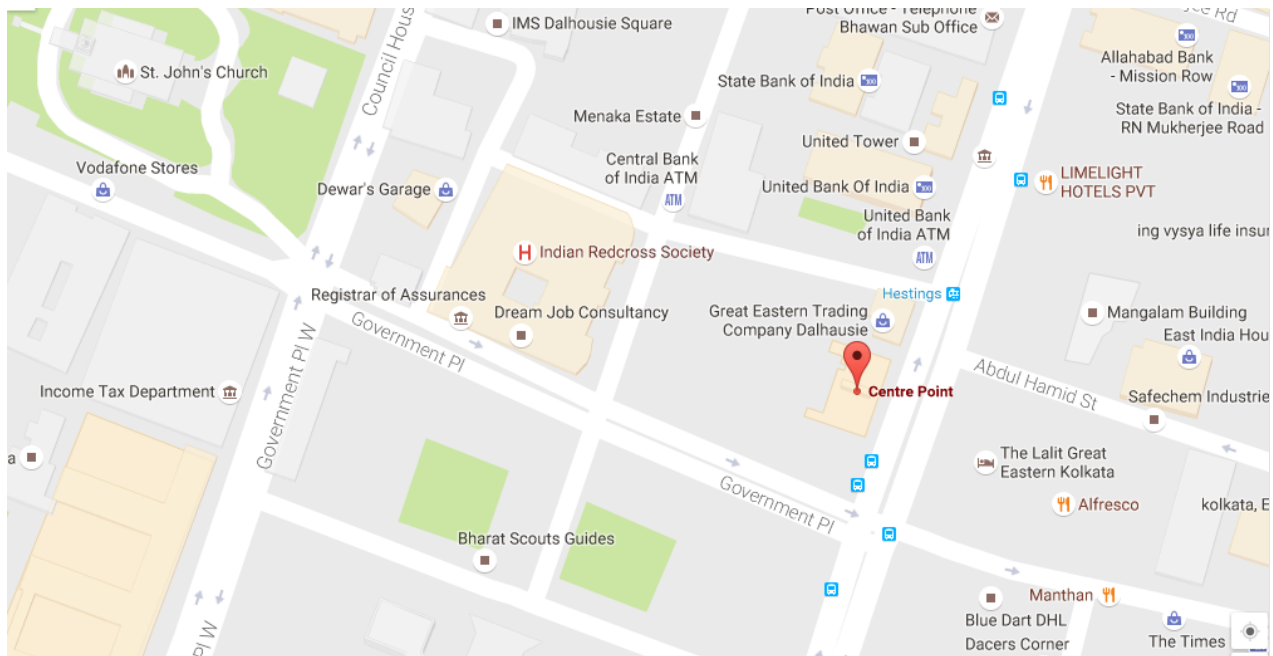 IMS Dalhousie Square
Post Office - Telephone
Bhawan Sub Office
Council Hous
St. John's Church
Allahabad Bank
- Mission Row
State Bank of India
State Bank of India -
RN Mukherjee Road
Menaka Estate
United Tower
Vodafone Stores
Central Bank
of India ATM
ATM
Dewar's Garage
United Bank Of India
LIMELIGHT
HOTELS PVT
United Bank
of India ATM
ATM
ing vysya life insur
H Indian Redcross Society
Registrar of Assurances
Hestings
Dream Job Consultancy
Great Eastern Trading
Company Dalhausie
Mangalam Building
East India Hou
Government Pl
Government Pl W
Income Tax Department
Centre Point
Abdul Hamid St
Safechem Industrie
a
The Lalit Great
Eastern Kolkata
Government Pl
Alfresco
kolkata, E
Bharat Scouts Guides
Manthan
Blue Dart DHL
Dacers Corner
The Times
Pl W